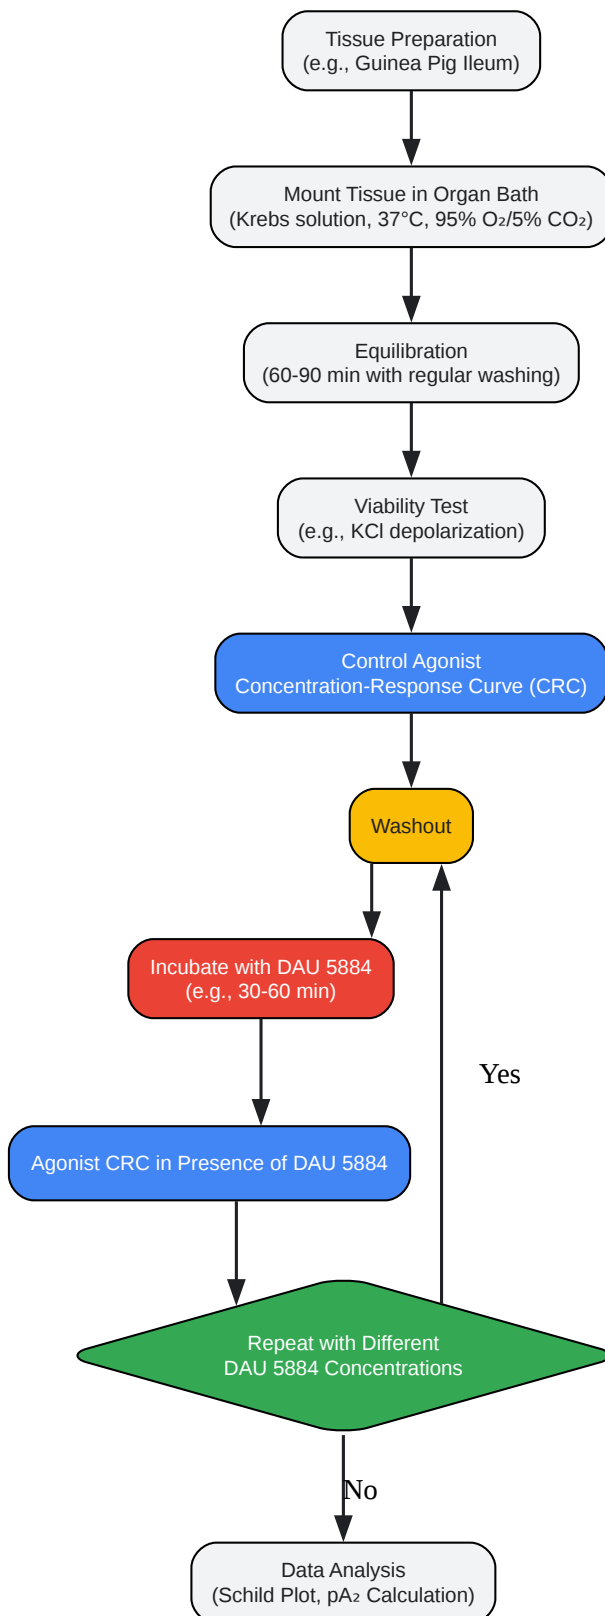 Tissue Preparation
(e.g., Guinea Pig Ileum)
Mount Tissue in Organ Bath
(Krebs solution, 37°C, 95% O₂/5% CO₂)
Equilibration
(60-90 min with regular washing)
Viability Test
(e.g., KCl depolarization)
Control Agonist
Concentration-Response Curve (CRC)
Washout
Incubate with DAU 5884
(e.g., 30-60 min)
Yes
Agonist CRC in Presence of DAU 5884
Repeat with Different
DAU 5884 Concentrations
No
Data Analysis
(Schild Plot, pA₂ Calculation)